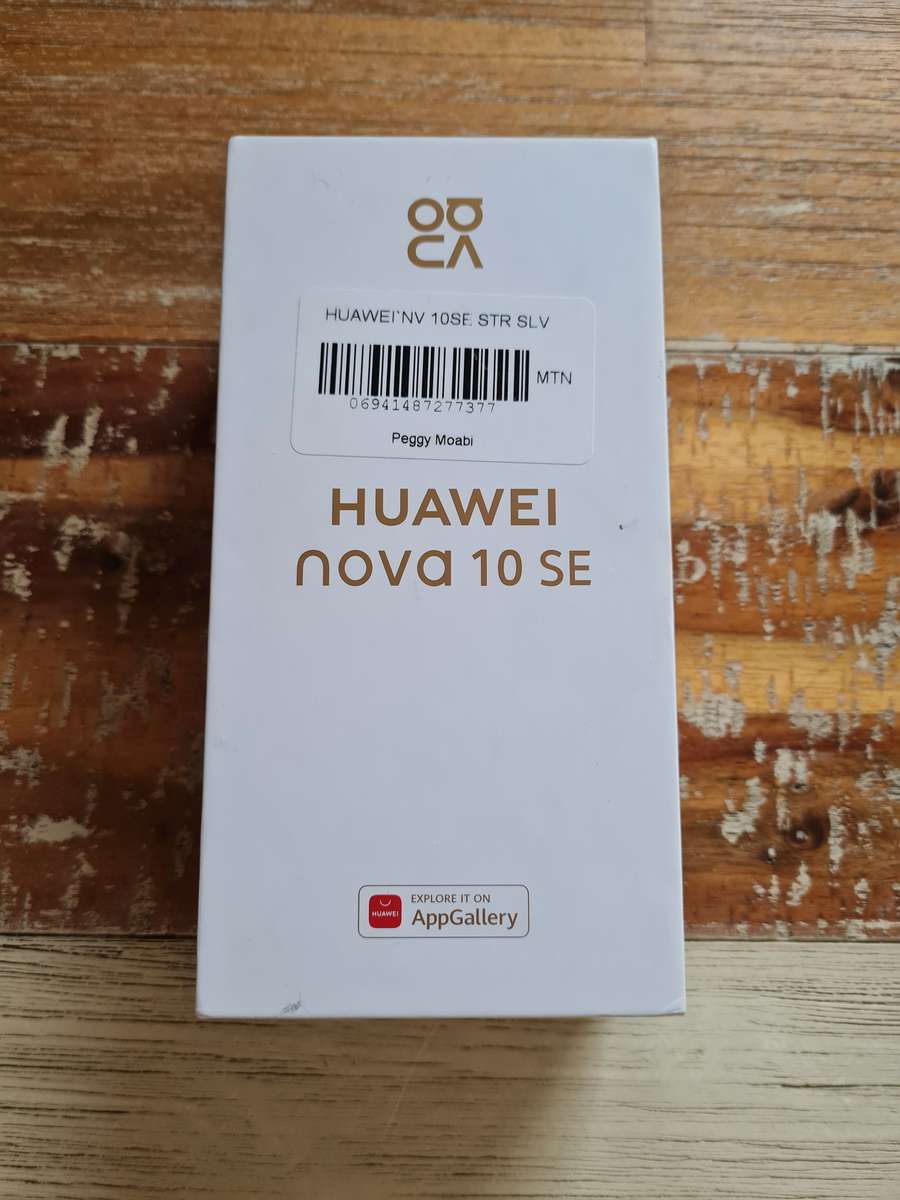 HUAWEI`NV 10SE STR SLV
MTN
06941487277377
Peggy Moabi
HUAWEI
nova 10 SE
HUAWEI
EXPLORE IT ON
AppGallery